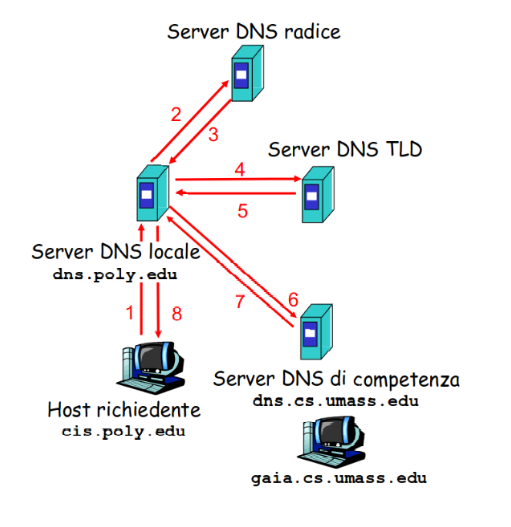 Server DNS radice
2
3
Server DNS TLD
4
5
Server DNS locale
dns.poly.edu
6
7
1
8
Server DNS di competenza
dns.cs.umass.edu
Host richiedente
cis.poly.edu
gaia.cs.umass.edu